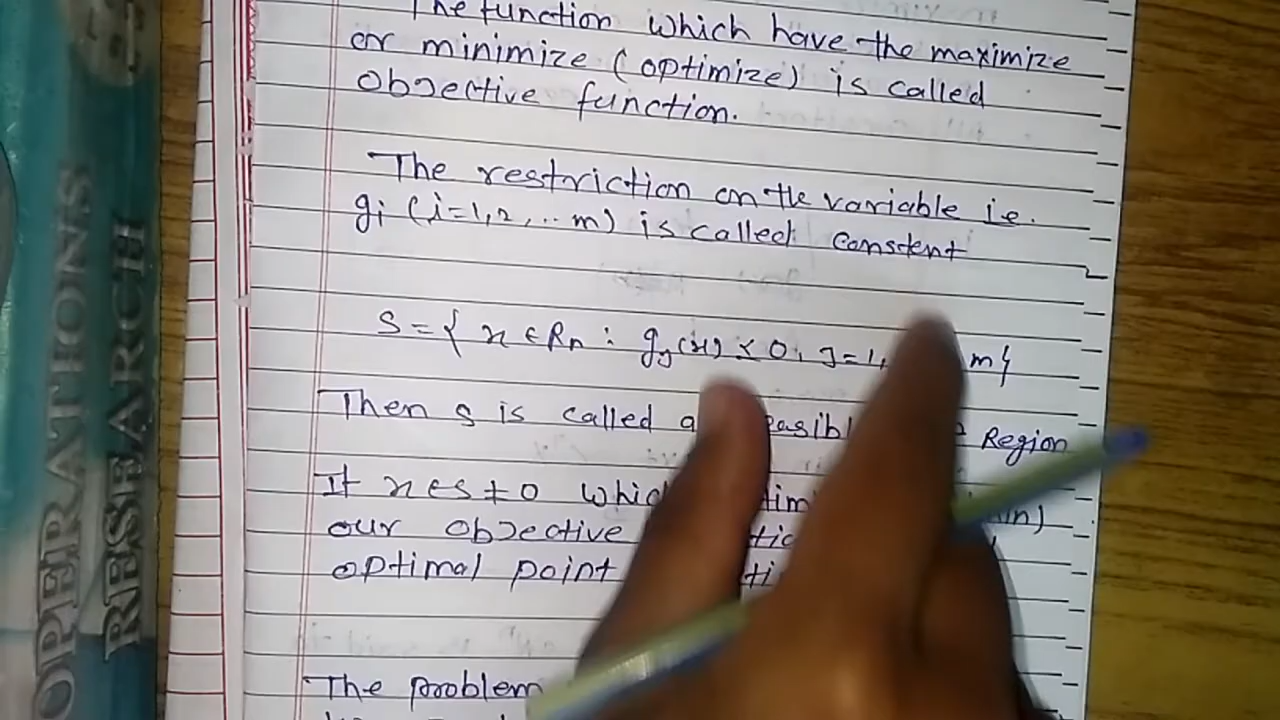 The function which have the maximize
or minimize (optimize) is called
Objective function.
The restriction on the variable i.e.
gi (i=1,2,... m) is called constent
S = { x ∈ Rn : gj(x) ≤ 0, j=1, m}
Then S is called a Region
If x∈s ≠ 0
our objective
optimal point
The problem
OPERATIONS
RESEARCH